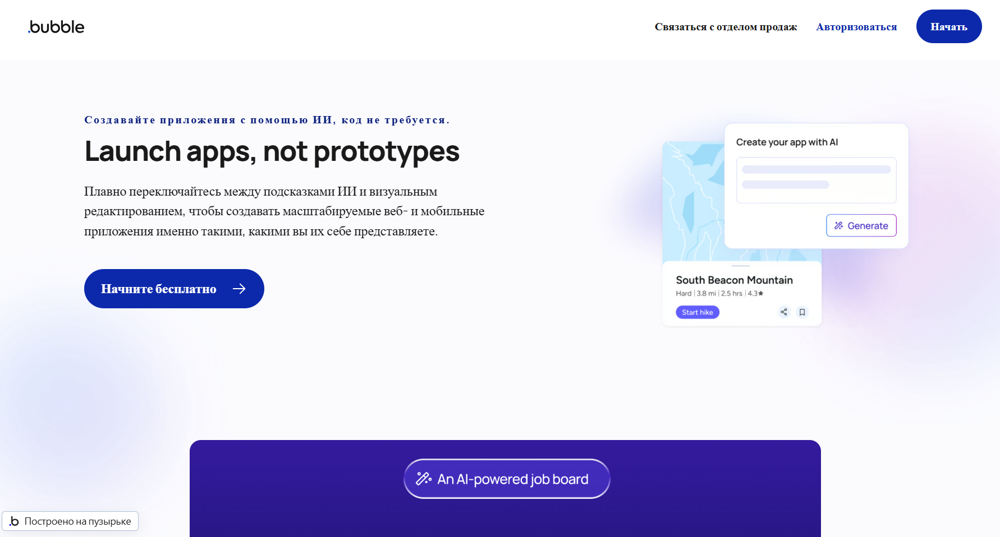 .bubble
Связаться с отделом продаж
Авторизоваться
Начать
Создавайте приложения с помощью ИИ, код не требуется.
Launch apps, not prototypes
Плавно переключайтесь между подсказками ИИ и визуальным
редактированием, чтобы создавать масштабируемые веб- и мобильные
приложения именно такими, какими вы их себе представляете.
Начните бесплатно
Create your app with AI
Generate
South Beacon Mountain
Hard | 3.8 mi | 2.5 hrs | 4.3★
Start hike
An AI-powered job board
.b Построено на пузырьке